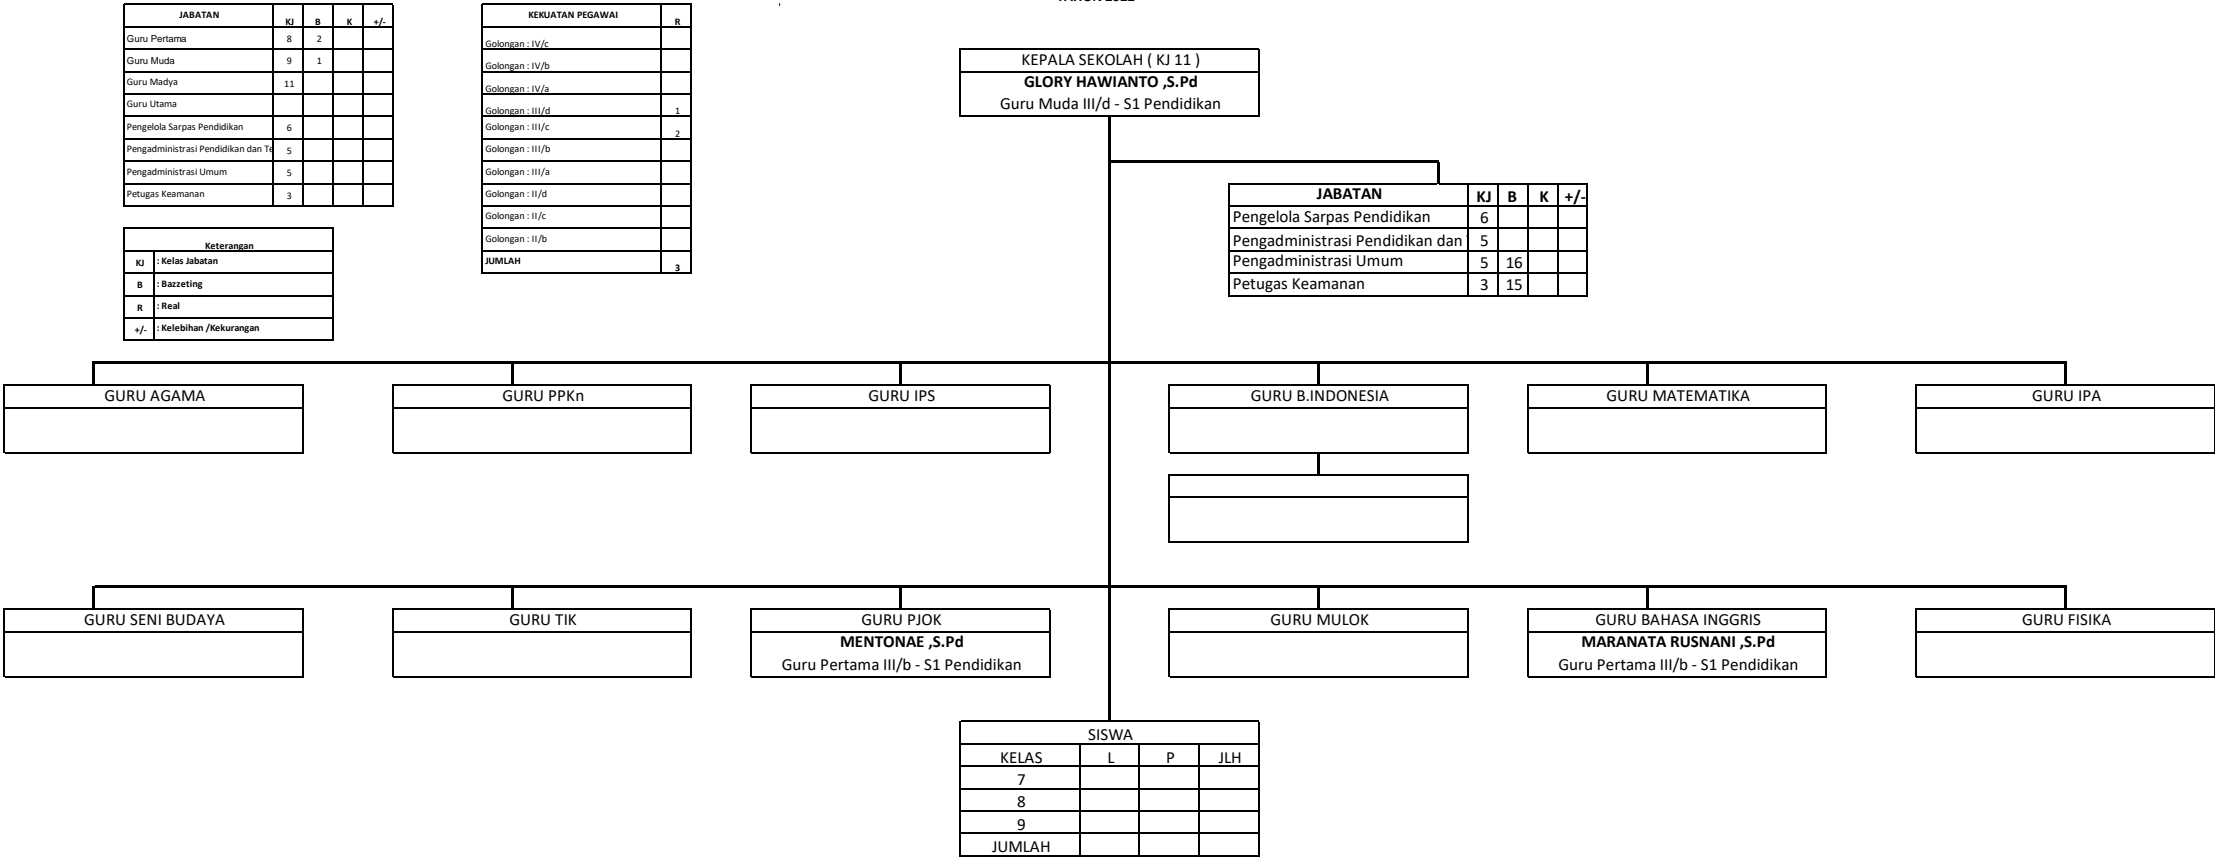 JABATAN KJ B K +/-
Guru Pertama 8 2
Guru Muda 9 1
Guru Madya 11
Guru Utama
Pengelola Sarpas Pendidikan 6
Pengadministrasi Pendidikan dan Te 5
Pengadministrasi Umum 5
Petugas Keamanan 3
Keterangan
KJ : Kelas Jabatan
B : Bazzeting
R : Real
+/- : Kelebihan /Kekurangan
KEKUATAN PEGAWAI R
Golongan : IV/c
Golongan : IV/b
Golongan : IV/a
Golongan : III/d 1
Golongan : III/c 2
Golongan : III/b
Golongan : III/a
Golongan : II/d
Golongan : II/c
Golongan : II/b
JUMLAH 3
KEPALA SEKOLAH ( KJ 11 )
GLORY HAWIANTO ,S.Pd
Guru Muda III/d - S1 Pendidikan
JABATAN KJ B K +/-
Pengelola Sarpas Pendidikan 6
Pengadministrasi Pendidikan dan 5
Pengadministrasi Umum 5 16
Petugas Keamanan 3 15
GURU AGAMA
GURU PPKn
GURU IPS
GURU B.INDONESIA
GURU MATEMATIKA
GURU IPA
GURU SENI BUDAYA
GURU TIK
GURU PJOK
MENTONAE ,S.Pd
Guru Pertama III/b - S1 Pendidikan
GURU MULOK
GURU BAHASA INGGRIS
MARANATA RUSNANI ,S.Pd
Guru Pertama III/b - S1 Pendidikan
GURU FISIKA
SISWA
KELAS L P JLH
7
8
9
JUMLAH